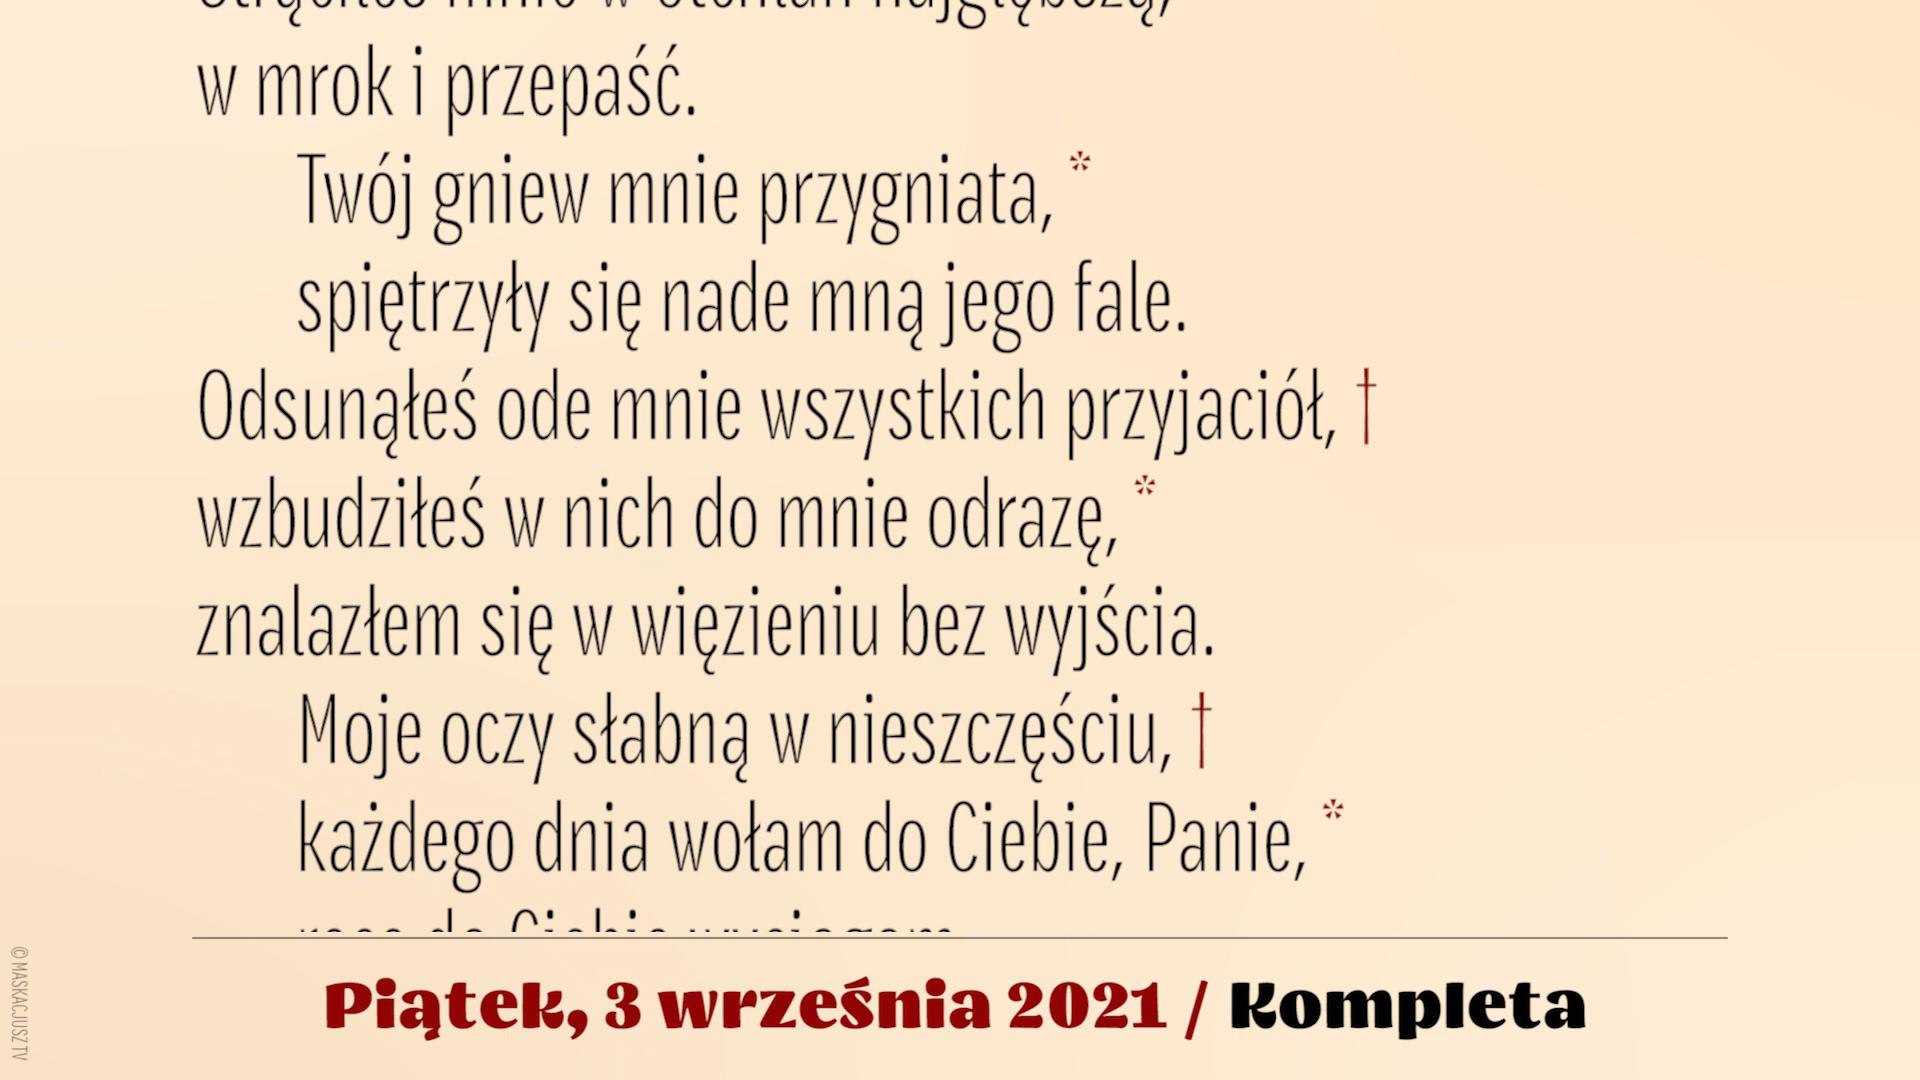 w mrok i przepaść.
Twój gniew mnie przygniata, *
spiętrzyły się nade mną jego fale.
Odsunąłeś ode mnie wszystkich przyjaciół, †
wzbudziłeś w nich do mnie odrazę, *
znalazłem się w więzieniu bez wyjścia.
Moje oczy słabną w nieszczęściu, †
każdego dnia wołam do Ciebie, Panie, *
Piątek, 3 września 2021 / Kompleta
© MASKACJUSZ TV